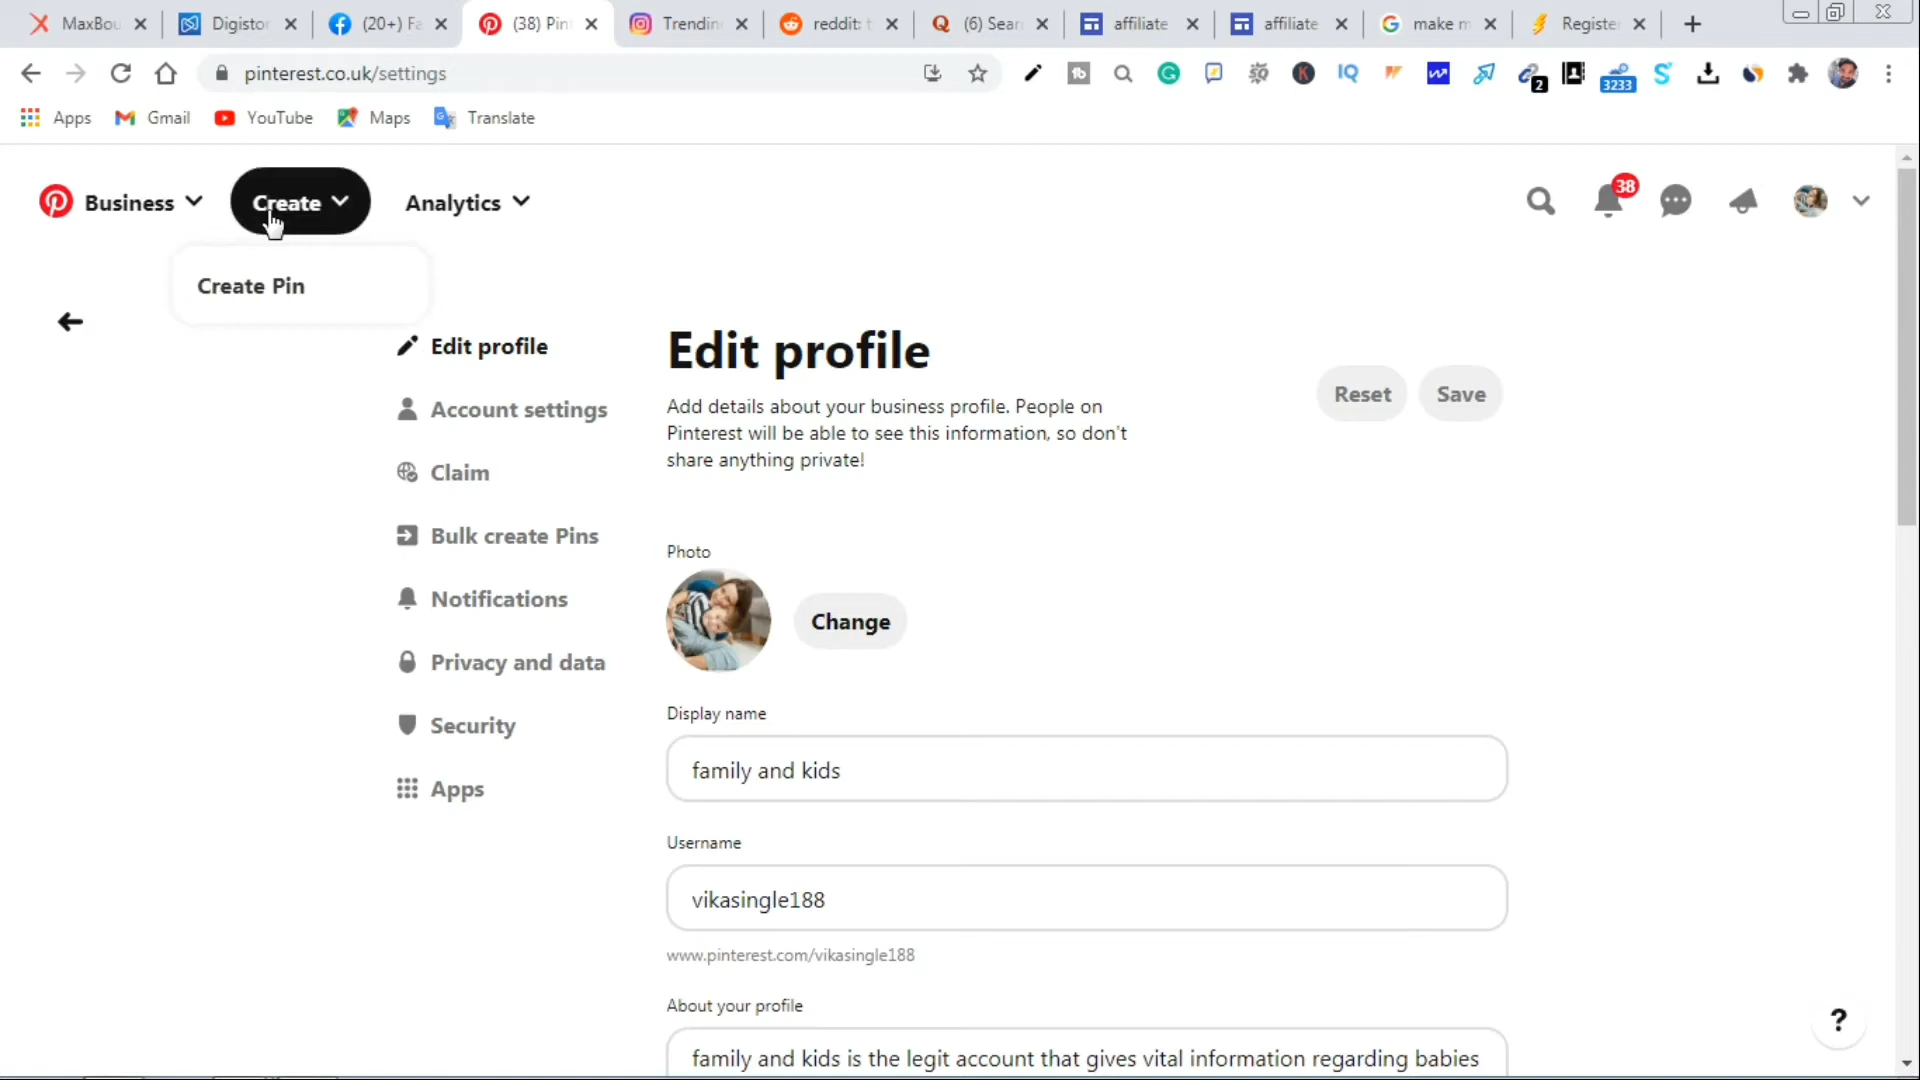 MaxBou
Digistor
(20+) Fa
(38) Pin
Trending
reddit: t
(6) Sear
affiliate
affiliate
make m
Register
pinterest.co.uk/settings
IQ
2
3233
Apps
Gmail
YouTube
Maps
Translate
Business
Create
Analytics
38
Create Pin
Edit profile
Account settings
Claim
Bulk create Pins
Notifications
Privacy and data
Security
Apps
Edit profile
Add details about your business profile. People on
Pinterest will be able to see this information, so don't
share anything private!
Reset
Save
Photo
Change
Display name
family and kids
Username
vikasingle188
www.pinterest.com/vikasingle188
About your profile
family and kids is the legit account that gives vital information regarding babies
?